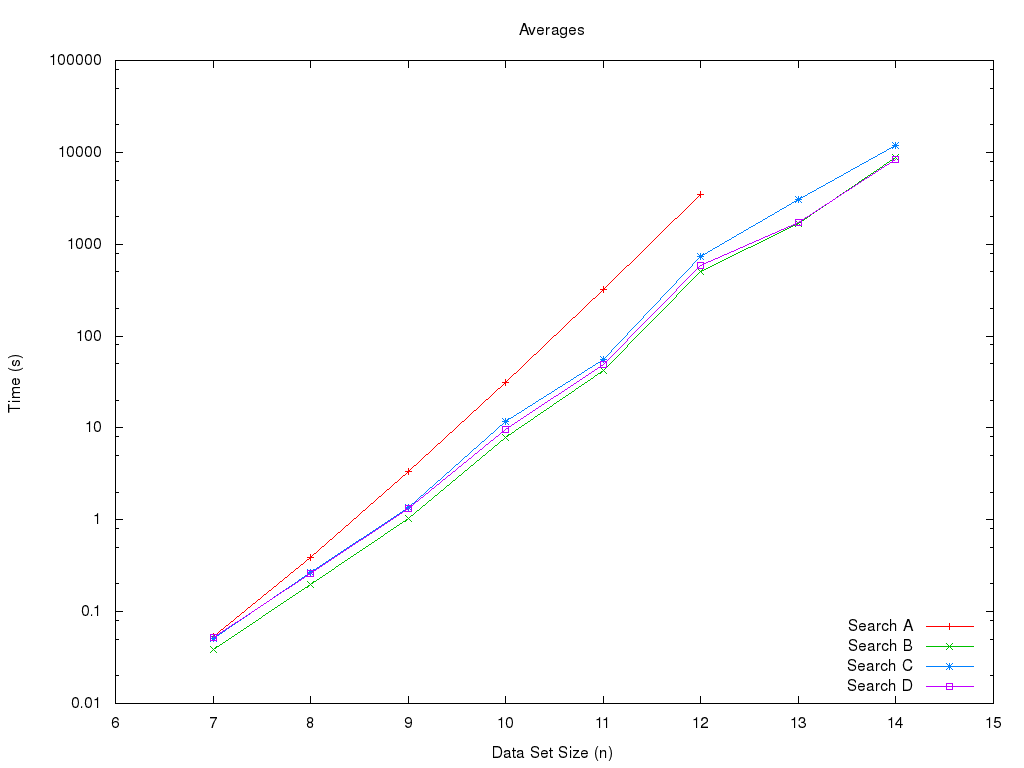 Averages
100000
10000
1000
100
10
1
0.1
0.01
Time (s)
6 7 8 9 10 11 12 13 14 15
Data Set Size (n)
Search A
Search B
Search C
Search D